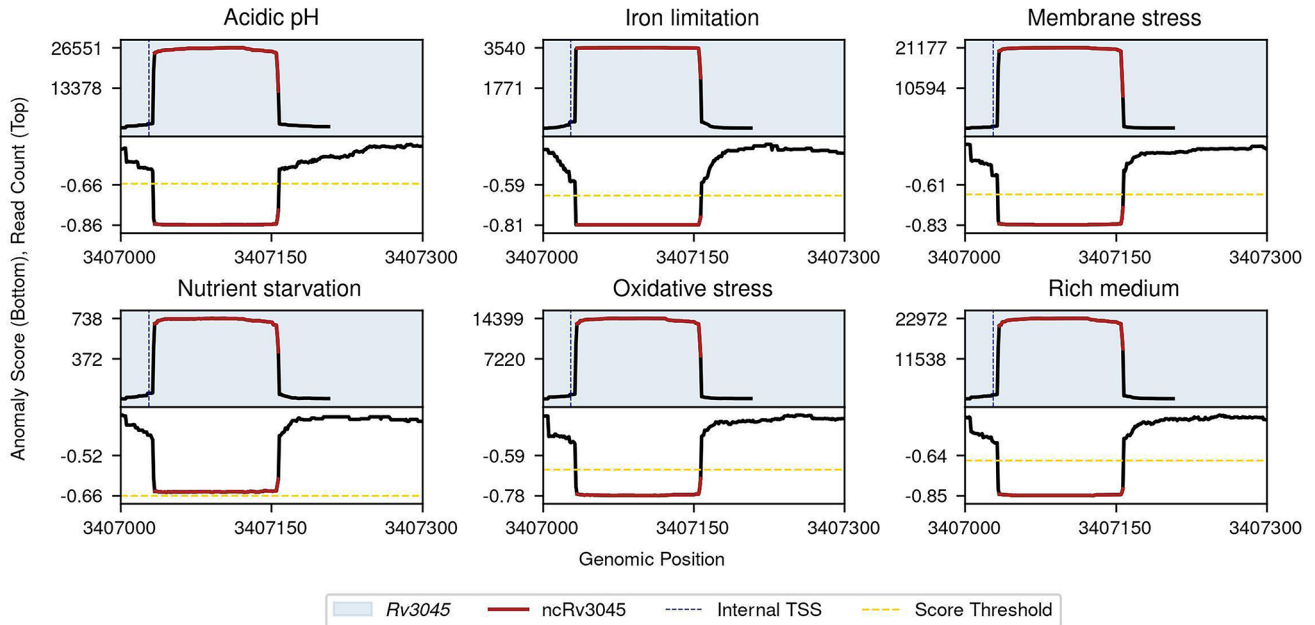 Acidic pH
Iron limitation
Membrane stress
26551
13378
-0.66
-0.86
3407000 3407150 3407300
3540
1771
-0.59
-0.81
3407000 3407150 3407300
21177
10594
-0.61
-0.83
3407000 3407150 3407300
Anomaly Score (Bottom), Read Count (Top)
Nutrient starvation
Oxidative stress
Rich medium
738
372
-0.52
-0.66
3407000 3407150 3407300
14399
7220
-0.59
-0.78
3407000 3407150 3407300
22972
11538
-0.64
-0.85
3407000 3407150 3407300
Genomic Position
Rv3045 ncRv3045 Internal TSS Score Threshold